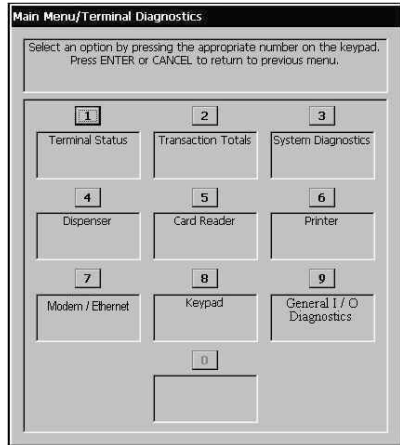 Main Menu/Terminal Diagnostics
Select an option by pressing the appropriate number on the keypad.
Press ENTER or CANCEL to return to previous menu.
1 2 3
Terminal Status Transaction Totals System Diagnostics
4 5 6
Dispenser Card Reader Printer
7 8 9
Modem / Ethernet Keypad General I / O
Diagnostics
0